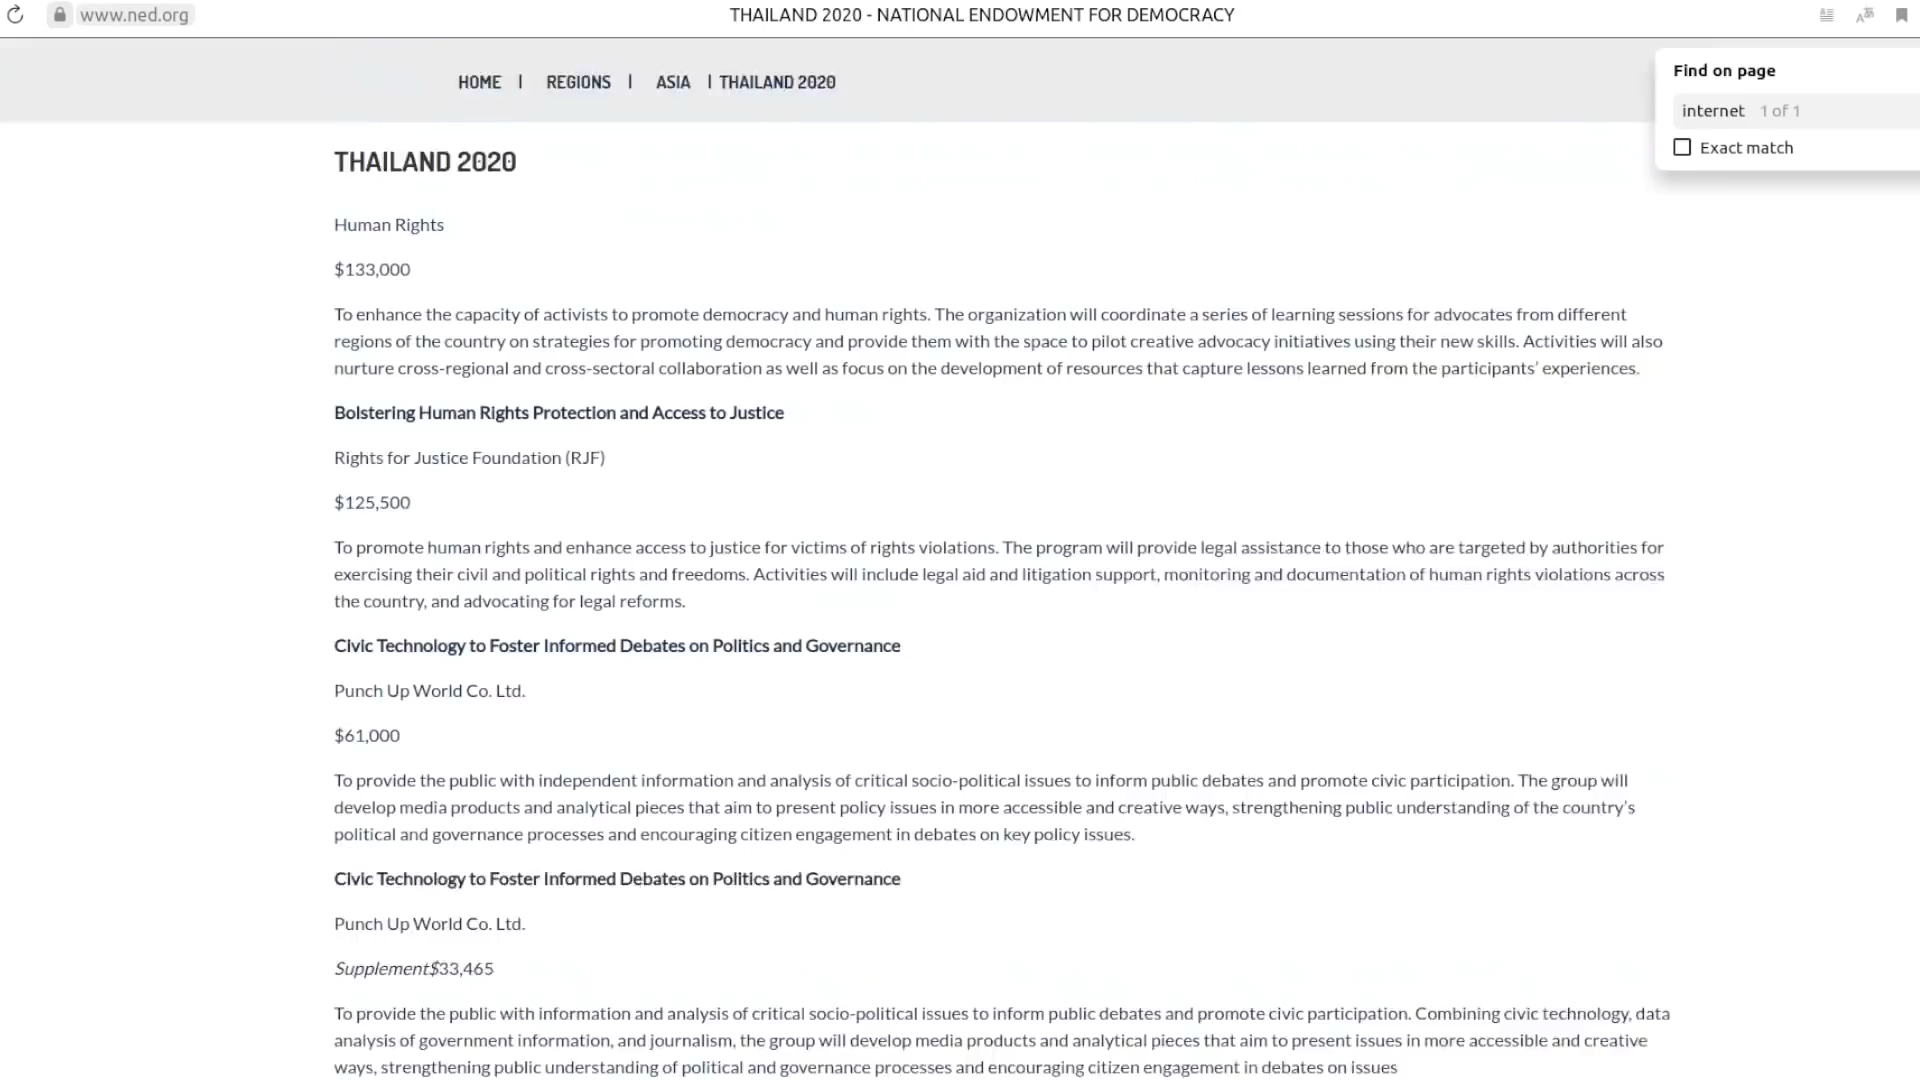 www.ned.org
THAILAND 2020 - NATIONAL ENDOWMENT FOR DEMOCRACY
Find on page
internet 1 of 1
Exact match
HOME | REGIONS | ASIA | THAILAND 2020
THAILAND 2020
Human Rights
$133,000
To enhance the capacity of activists to promote democracy and human rights. The organization will coordinate a series of learning sessions for advocates from different
regions of the country on strategies for promoting democracy and provide them with the space to pilot creative advocacy initiatives using their new skills. Activities will also
nurture cross-regional and cross-sectoral collaboration as well as focus on the development of resources that capture lessons learned from the participants’ experiences.
Bolstering Human Rights Protection and Access to Justice
Rights for Justice Foundation (RJF)
$125,500
To promote human rights and enhance access to justice for victims of rights violations. The program will provide legal assistance to those who are targeted by authorities for
exercising their civil and political rights and freedoms. Activities will include legal aid and litigation support, monitoring and documentation of human rights violations across
the country, and advocating for legal reforms.
Civic Technology to Foster Informed Debates on Politics and Governance
Punch Up World Co. Ltd.
$61,000
To provide the public with independent information and analysis of critical socio-political issues to inform public debates and promote civic participation. The group will
develop media products and analytical pieces that aim to present policy issues in more accessible and creative ways, strengthening public understanding of the country’s
political and governance processes and encouraging citizen engagement in debates on key policy issues.
Civic Technology to Foster Informed Debates on Politics and Governance
Punch Up World Co. Ltd.
Supplement$33,465
To provide the public with information and analysis of critical socio-political issues to inform public debates and promote civic participation. Combining civic technology, data
analysis of government information, and journalism, the group will develop media products and analytical pieces that aim to present issues in more accessible and creative
ways, strengthening public understanding of political and governance processes and encouraging citizen engagement in debates on issues